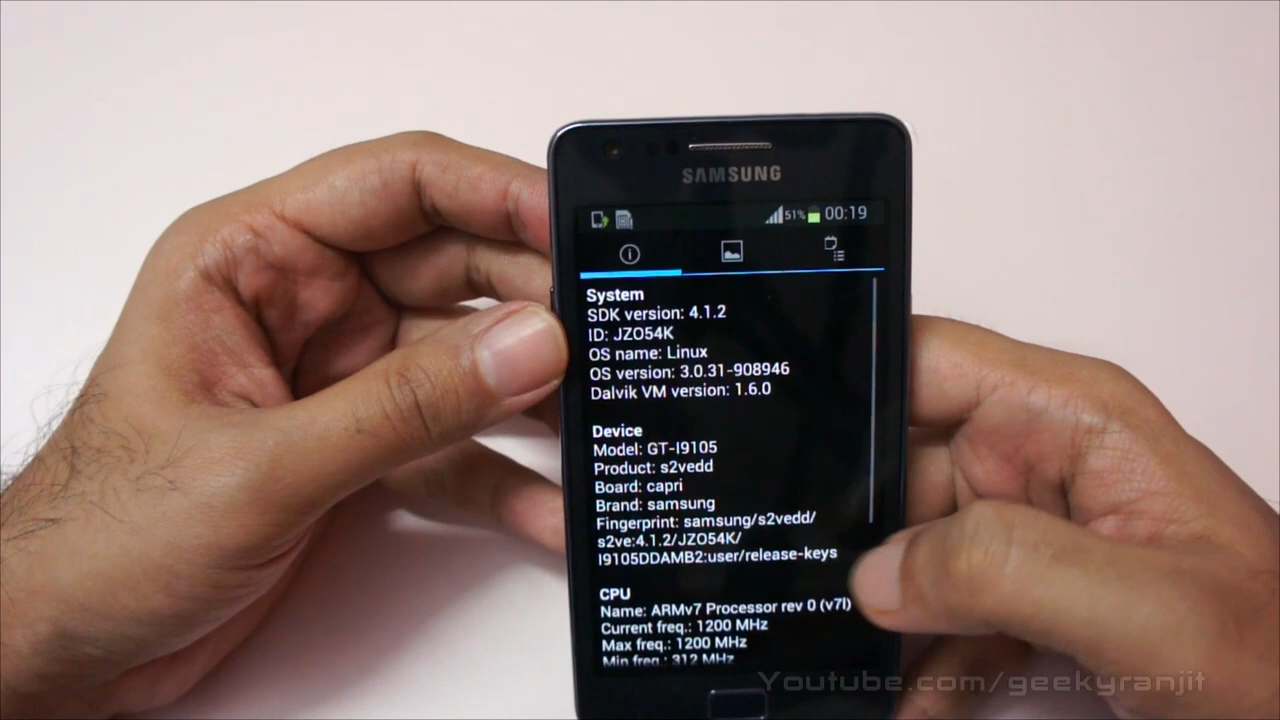 SAMSUNG
51% 00:19
System
SDK version: 4.1.2
ID: JZO54K
OS name: Linux
OS version: 3.0.31-908946
Dalvik VM version: 1.6.0
Device
Model: GT-I9105
Product: s2vedd
Board: capri
Brand: samsung
Fingerprint: samsung/s2vedd/
s2ve:4.1.2/JZO54K/
I9105DDAMB2:user/release-keys
CPU
Name: ARMv7 Processor rev 0 (v7l)
Current freq.: 1200 MHz
Max freq.: 1200 MHz
Min freq.: 312 MHz
Youtube.com/geekyranjit